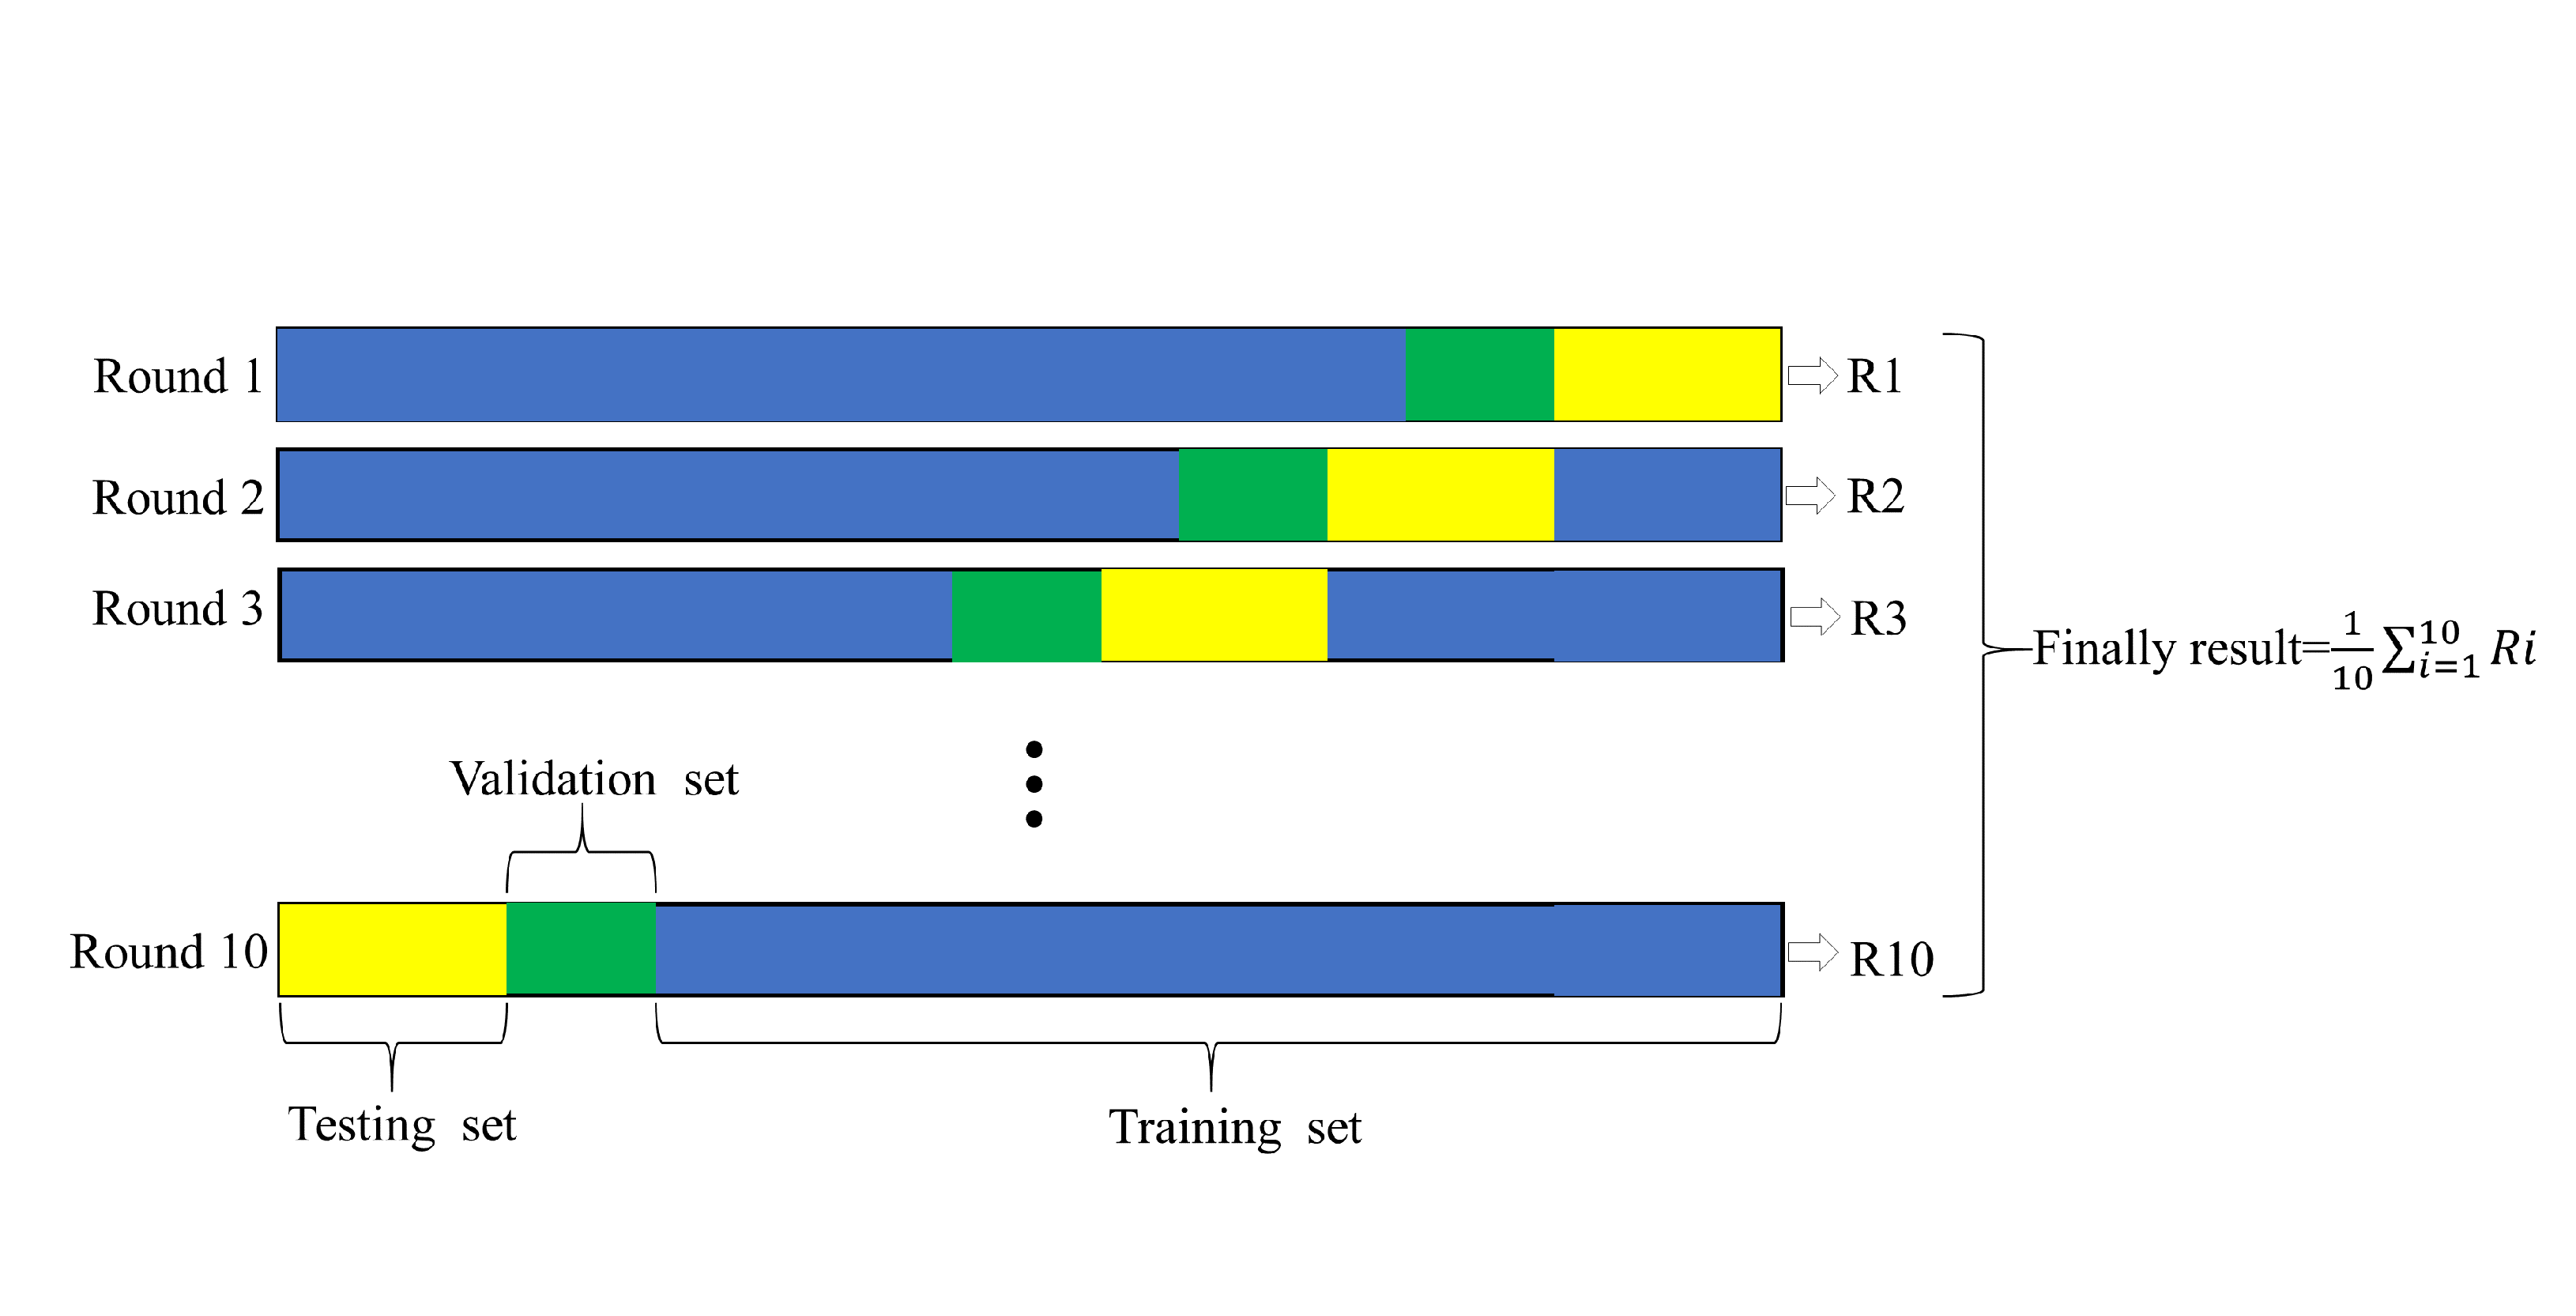 Round 1 R1
Round 2 R2
Round 3 R3
Finally result=1/10 ∑_{i=1}^{10} Ri
Validation set
Round 10 R10
Testing set
Training set